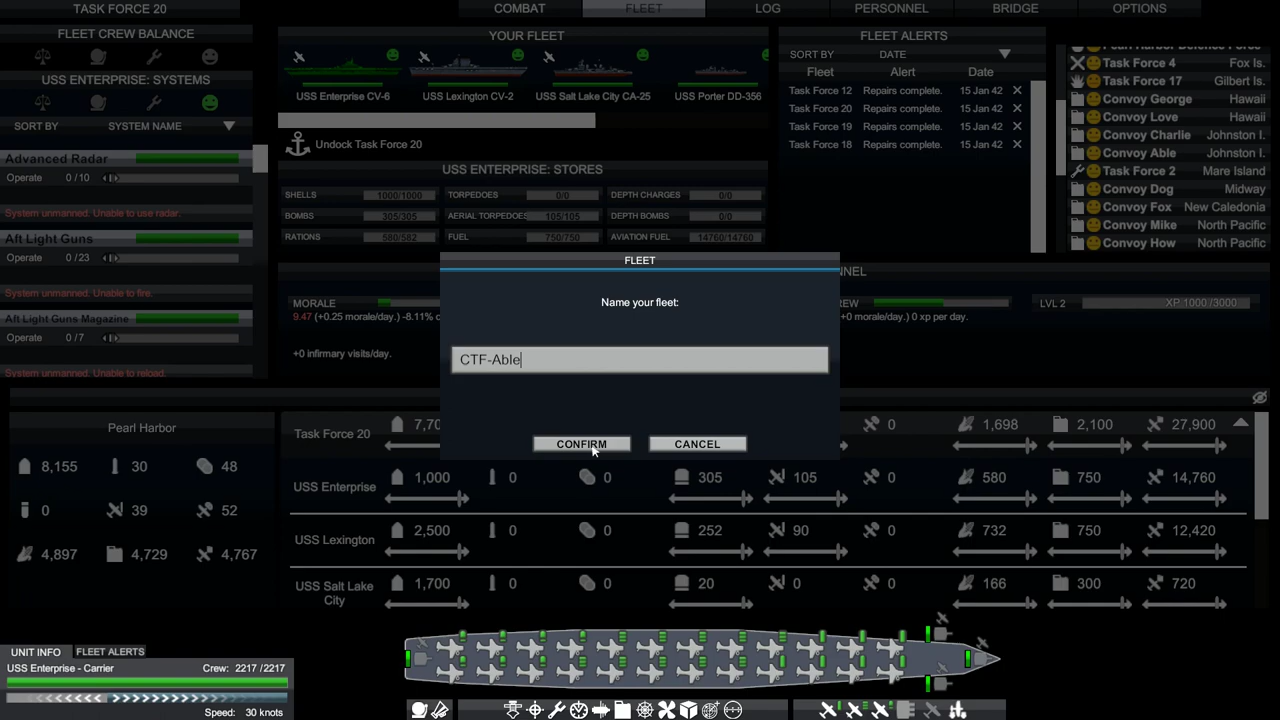 TASK FORCE 20
COMBAT
FLEET
LOG
PERSONNEL
BRIDGE
OPTIONS
FLEET CREW BALANCE
USS ENTERPRISE: SYSTEMS
SORT BY SYSTEM NAME
Advanced Radar
Operate 0/10
System unmanned. Unable to use radar.
Aft Light Guns
Operate 0/23
System unmanned. Unable to fire.
Aft Light Guns Magazine
Operate 0/7
System unmanned. Unable to reload.
YOUR FLEET
USS Enterprise CV-6
USS Lexington CV-2
USS Salt Lake City CA-25
USS Porter DD-356
Undock Task Force 20
USS ENTERPRISE: STORES
SHELLS 1000/1000 TORPEDOES 0/0 DEPTH CHARGES 0/0
BOMBS 305/305 AERIAL TORPEDOES 105/105 DEPTH BOMBS 0/0
RATIONS 580/582 FUEL 750/750 AVIATION FUEL 14760/14760
FLEET ALERTS
SORT BY DATE
Fleet Alert Date
Task Force 12 Repairs complete. 15 Jan 42
Task Force 20 Repairs complete. 15 Jan 42
Task Force 19 Repairs complete. 15 Jan 42
Task Force 18 Repairs complete. 15 Jan 42
Pearl Harbor Defence Force
Task Force 4 Fox Is.
Task Force 17 Gilbert Is.
Convoy George Hawaii
Convoy Love Hawaii
Convoy Charlie Johnston I.
Convoy Able Johnston I.
Task Force 2 Mare Island
Convoy Dog Midway
Convoy Fox New Caledonia
Convoy Mike North Pacific
Convoy How North Pacific
NNEL
MORALE
9.47 (+0.25 morale/day.) -8.11% c
+0 infirmary visits/day.
REW
+0 morale/day.) 0 xp per day.
LVL 2 XP 1000/3000
FLEET
Name your fleet:
CTF-Able
CONFIRM
CANCEL
Pearl Harbor
8,155 30 48
0 39 52
4,897 4,729 4,767
Task Force 20 7,70 0 1,698 2,100 27,900
USS Enterprise 1,000 0 0 305 105 0 580 750 14,760
USS Lexington 2,500 0 0 252 90 0 732 750 12,420
USS Salt Lake City 1,700 0 0 20 0 0 166 300 720
UNIT INFO
FLEET ALERTS
USS Enterprise - Carrier Crew: 2217 / 2217
Speed: 30 knots